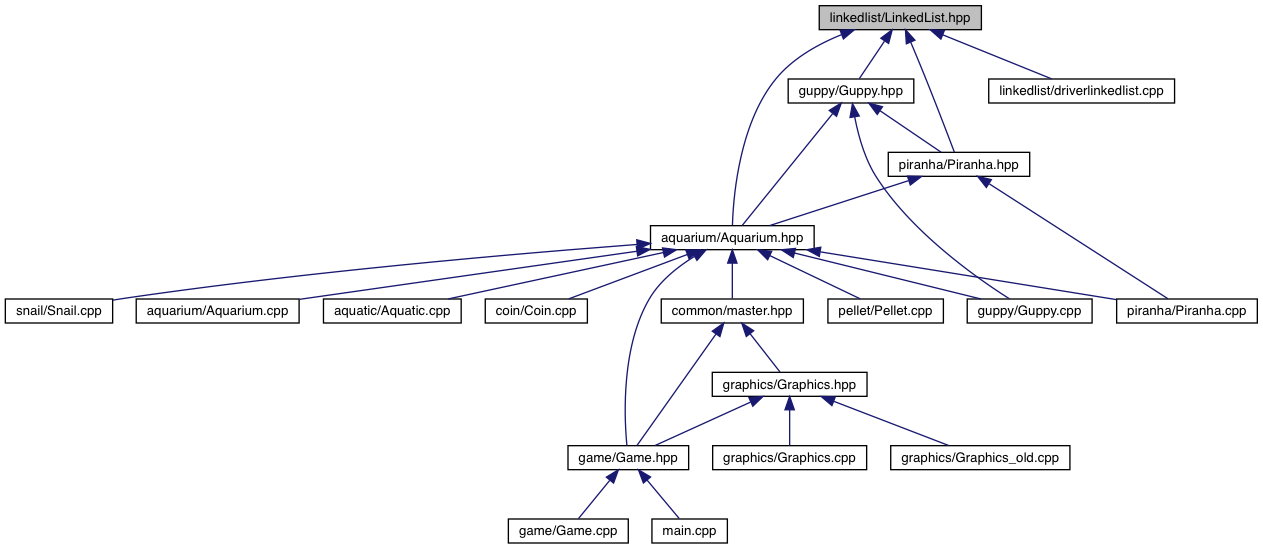 linkedlist/LinkedList.hpp
guppy/Guppy.hpp
linkedlist/driverlinkedlist.cpp
piranha/Piranha.hpp
aquarium/Aquarium.hpp
snail/Snail.cpp
aquarium/Aquarium.cpp
aquatic/Aquatic.cpp
coin/Coin.cpp
common/master.hpp
pellet/Pellet.cpp
guppy/Guppy.cpp
piranha/Piranha.cpp
graphics/Graphics.hpp
game/Game.hpp
graphics/Graphics.cpp
graphics/Graphics_old.cpp
game/Game.cpp
main.cpp